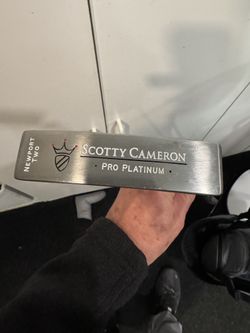 SCOTTY CAMERON
· PRO PLATINUM ·
NEWPORT
TWO